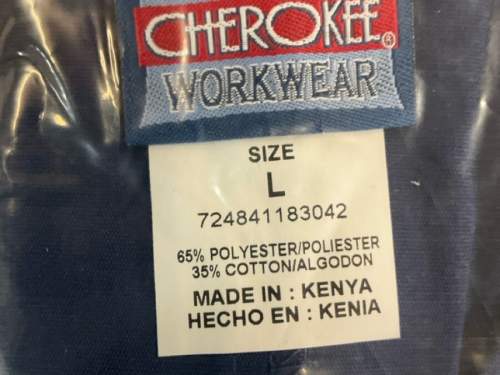 CHEROKEE®
WORKWEAR
SIZE
L
724841183042
65% POLYESTER/POLIESTER
35% COTTON/ALGODON
MADE IN : KENYA
HECHO EN : KENIA